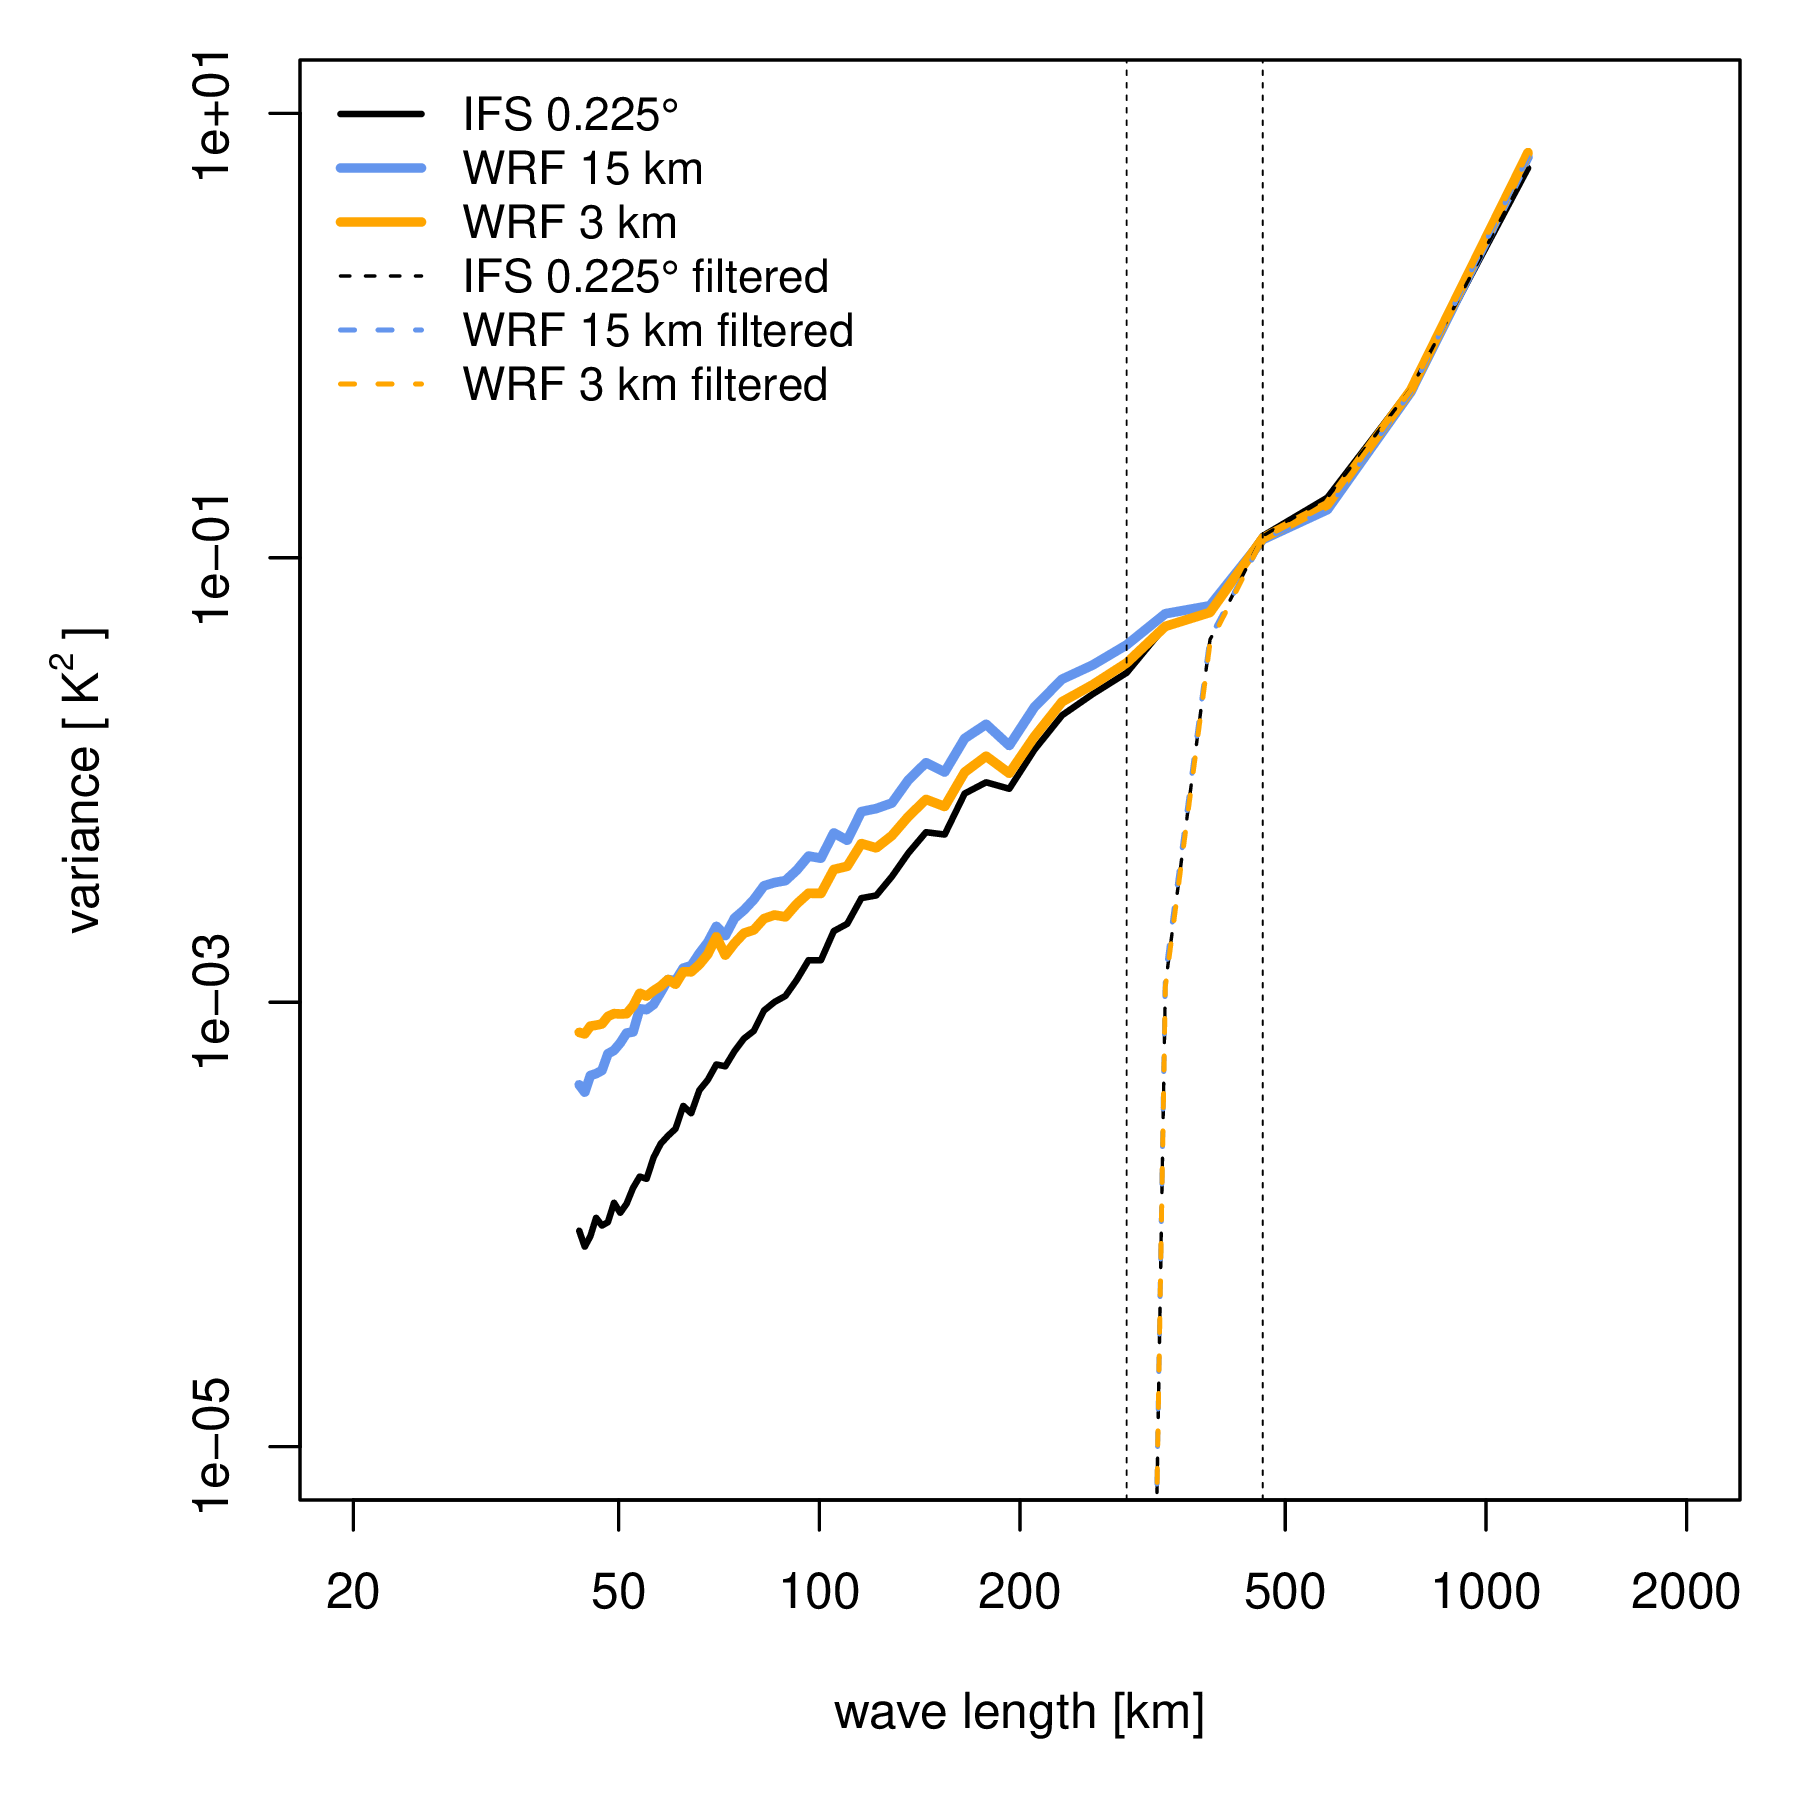 1e+01
1e−01
1e−03
1e−05
variance [ K² ]
IFS 0.225°
WRF 15 km
WRF 3 km
IFS 0.225° filtered
WRF 15 km filtered
WRF 3 km filtered
20 50 100 200 500 1000 2000
wave length [km]